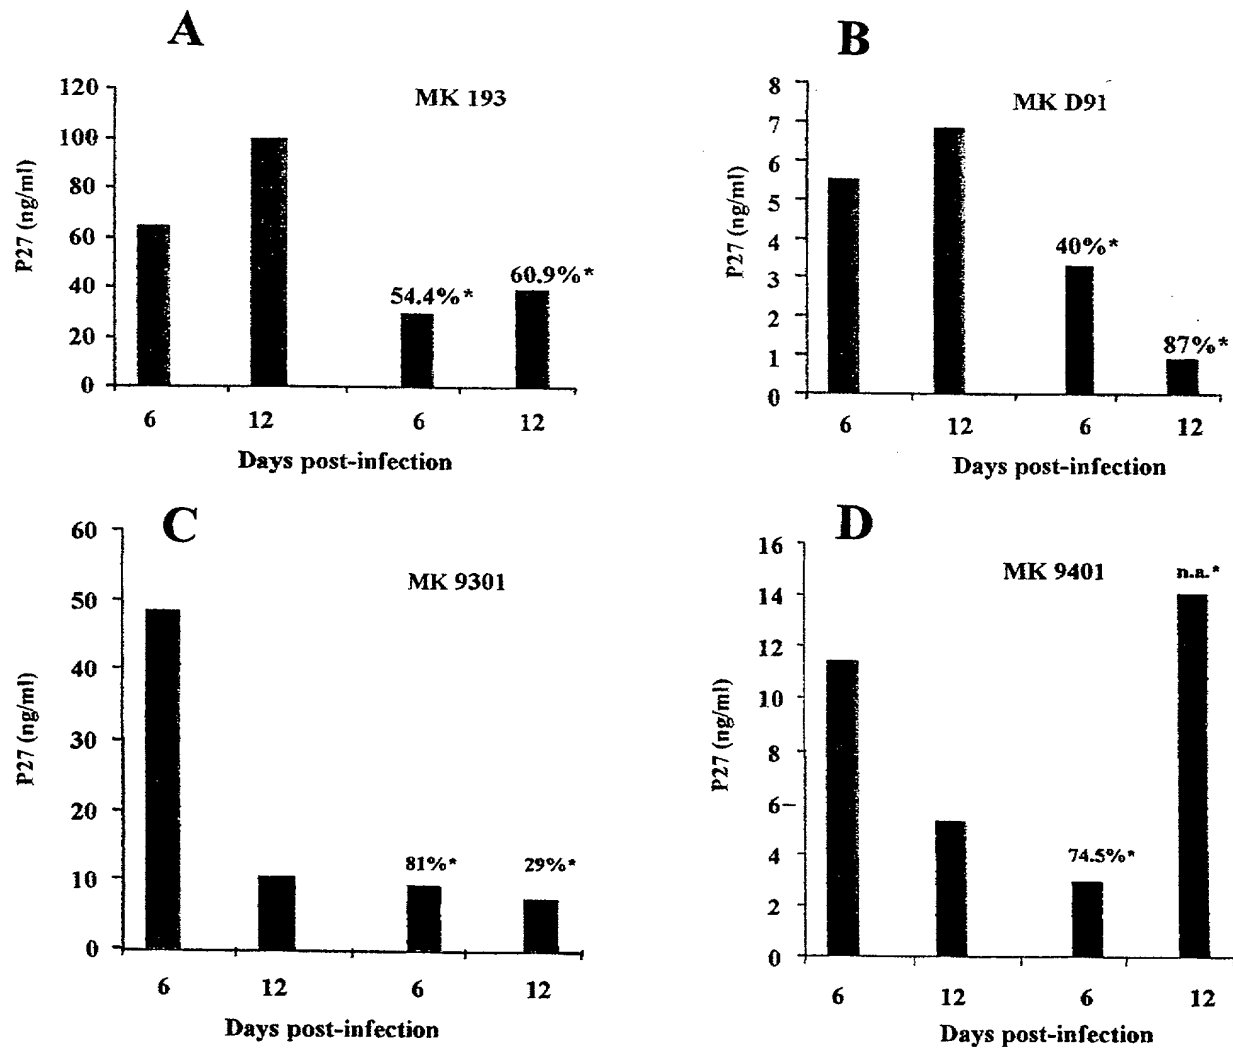 A
MK 193
120
100
80
60
40
20
0
P27 (ng/ml)
54.4%*
60.9%*
6 12 6 12
Days post-infection
B
MK D91
8
7
6
5
4
3
2
1
0
P27 (ng/ml)
40%*
87%*
6 12 6 12
Days post-infection
C
MK 9301
60
50
40
30
20
10
0
P27 (ng/ml)
81%*
29%*
6 12 6 12
Days post-infection
D
MK 9401
16
14
12
10
8
6
4
2
0
P27 (ng/ml)
74.5%*
n.a.*
6 12 6 12
Days post-infection